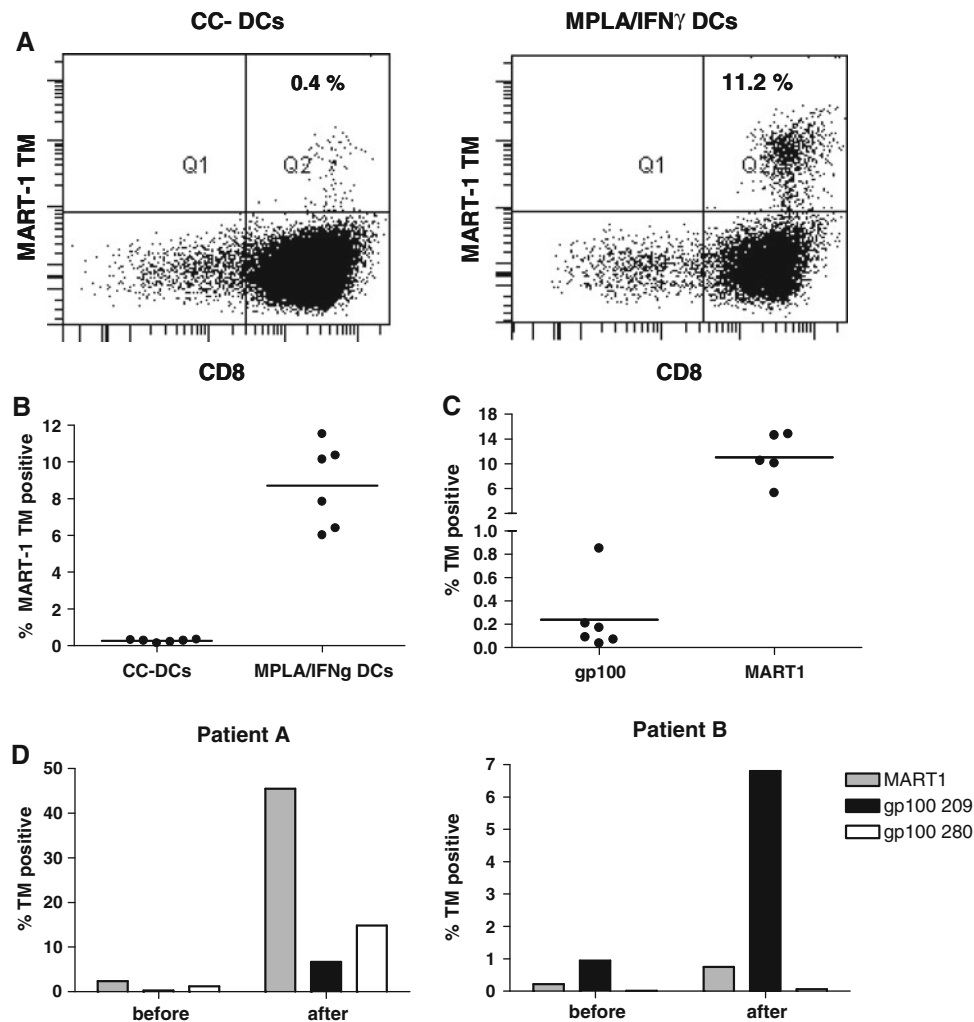 A
CC- DCs
MPLA/IFNγ DCs
MART-1 TM
0.4 %
Q1
Q2
CD8
MART-1 TM
11.2 %
Q1
Q
CD8
B
% MART-1 TM positive
12
10
8
6
4
2
0
CC-DCs
MPLA/IFNg DCs
C
% TM positive
18
14
10
6
2
1.0
0.8
0.6
0.4
0.2
0.0
gp100
MART1
D
Patient A
% TM positive
50
40
30
20
10
0
before
after
Patient B
% TM positive
7
6
5
4
3
2
1
0
before
after
MART1
gp100 209
gp100 280